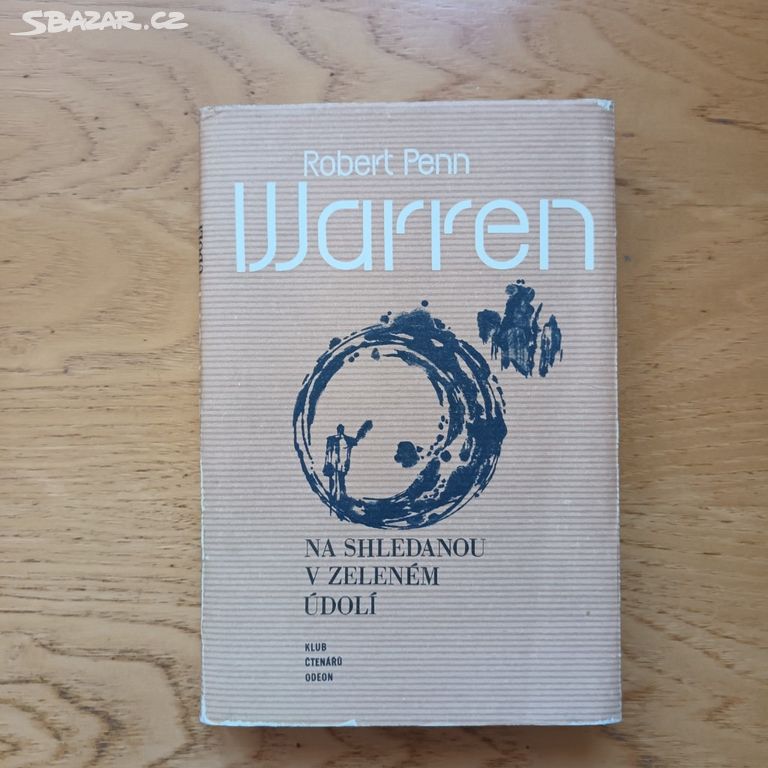 SBAZAR.CZ
Robert Penn
Warren
NA SHLEDANOU
V ZELENÉM
ÚDOLÍ
KLUB
ČTENÁŘŮ
ODEON